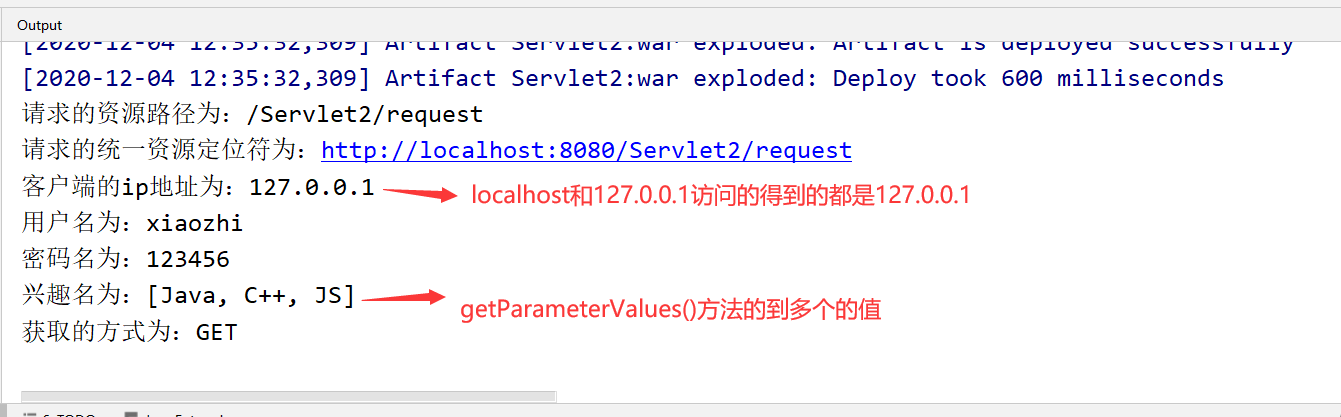 Output
[2020-12-04 12:35:32,309] Artifact Servlet2:war exploded: Artifact is deployed successfully
[2020-12-04 12:35:32,309] Artifact Servlet2:war exploded: Deploy took 600 milliseconds
请求的资源路径为：/Servlet2/request
请求的统一资源定位符为：http://localhost:8080/Servlet2/request
客户端的ip地址为：127.0.0.1 localhost和127.0.0.1访问的得到的都是127.0.0.1
用户名为：xiaozhi
密码名为：123456
兴趣名为：[Java, C++, JS] getParameterValues()方法的到多个的值
获取的方式为：GET